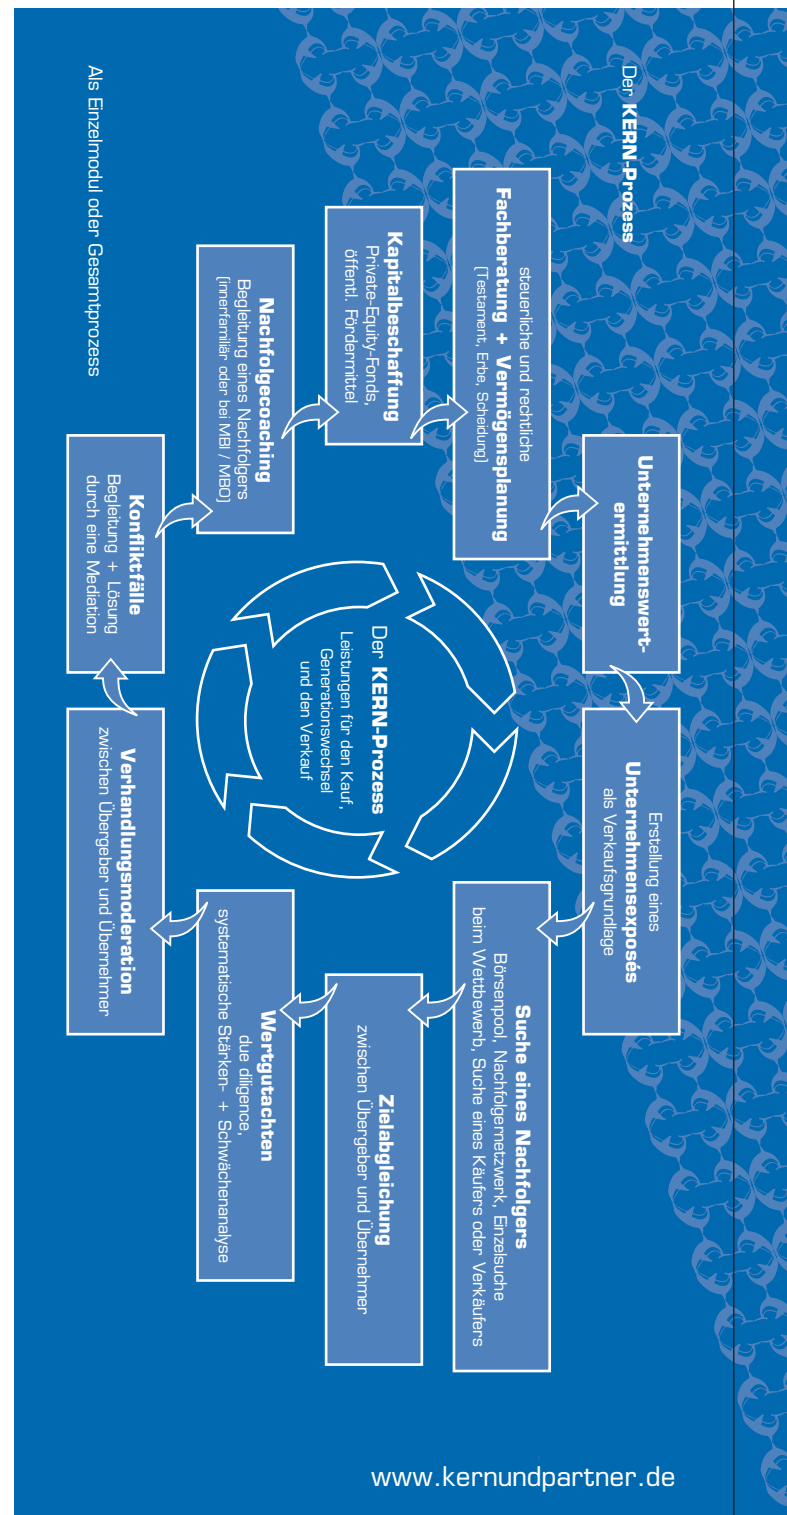 Der KERN-Prozess
Unternehmenswert-
ermittlung
Erstellung eines
Unternehmensexposés
als Verkaufsgrundlage
Suche eines Nachfolgers
Börsenpool, Nachfolgernetzwerk, Einzelsuche
beim Wettbewerb, Suche eines Käufers oder Verkäufers
Zielabgleichung
zwischen Übergeber und Übernehmer
Wertgutachten
due diligence,
systematische Stärken- + Schwächenanalyse
Verhandlungsmoderation
zwischen Übergeber und Übernehmer
Konfliktfälle
Begleitung + Lösung
durch eine Mediation
Nachfolgecoaching
Begleitung eines Nachfolgers
(innerfamiliär oder bei MBI / MBO)
Kapitalbeschaffung
Private-Equity-Fonds,
öffentl. Fördermittel
steuerliche und rechtliche
Fachberatung + Vermögensplanung
(Testament, Erbe, Scheidung)
Der KERN-Prozess
Leistungen für den Kauf,
Generationswechsel
und den Verkauf
Als Einzelmodul oder Gesamtprozess
www.kernundpartner.de